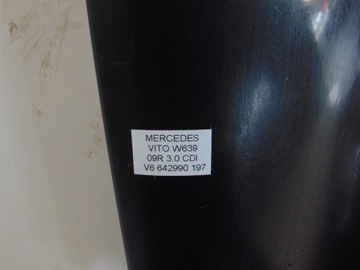 MERCEDES
VITO W639
09R 3.0 CDI
V6 642990 197